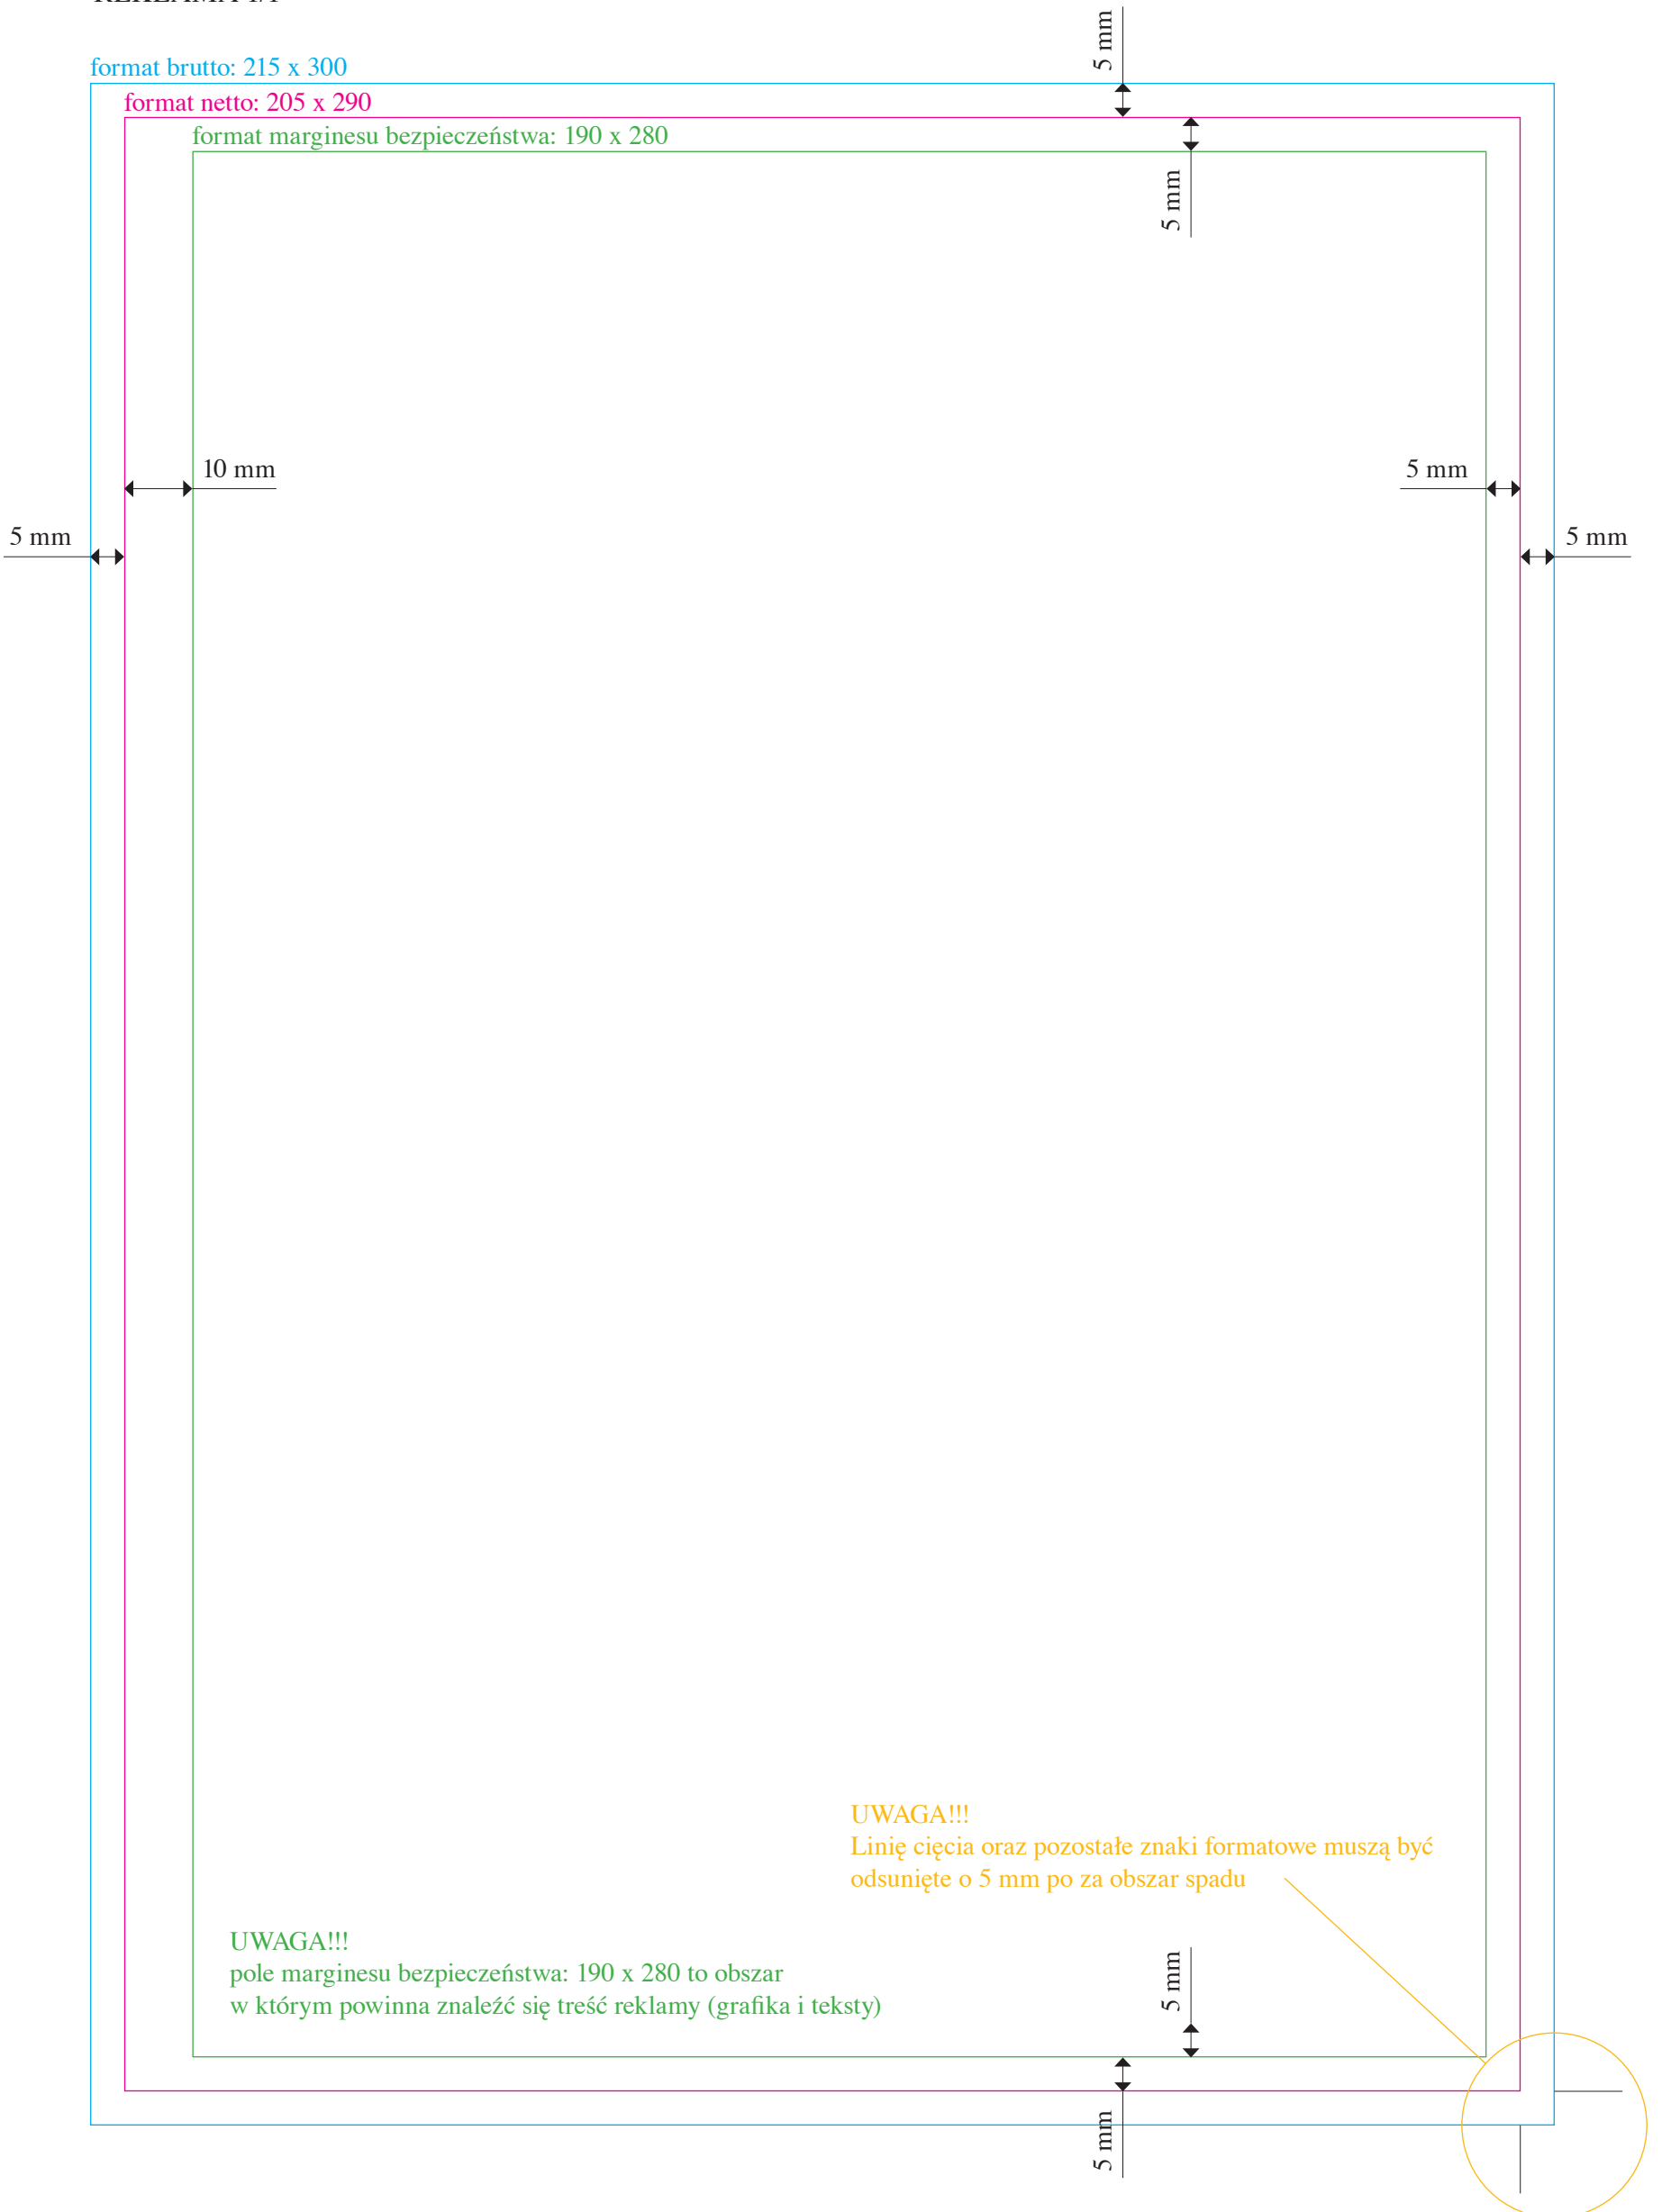 format brutto: 215 x 300
format netto: 205 x 290
format marginesu bezpieczeństwa: 190 x 280
5 mm
5 mm
10 mm
5 mm
5 mm
5 mm
UWAGA!!!
Linię cięcia oraz pozostałe znaki formatowe muszą być
odsunięte o 5 mm po za obszar spadu
UWAGA!!!
pole marginesu bezpieczeństwa: 190 x 280 to obszar
w którym powinna znaleźć się treść reklamy (grafika i teksty)
5 mm
5 mm